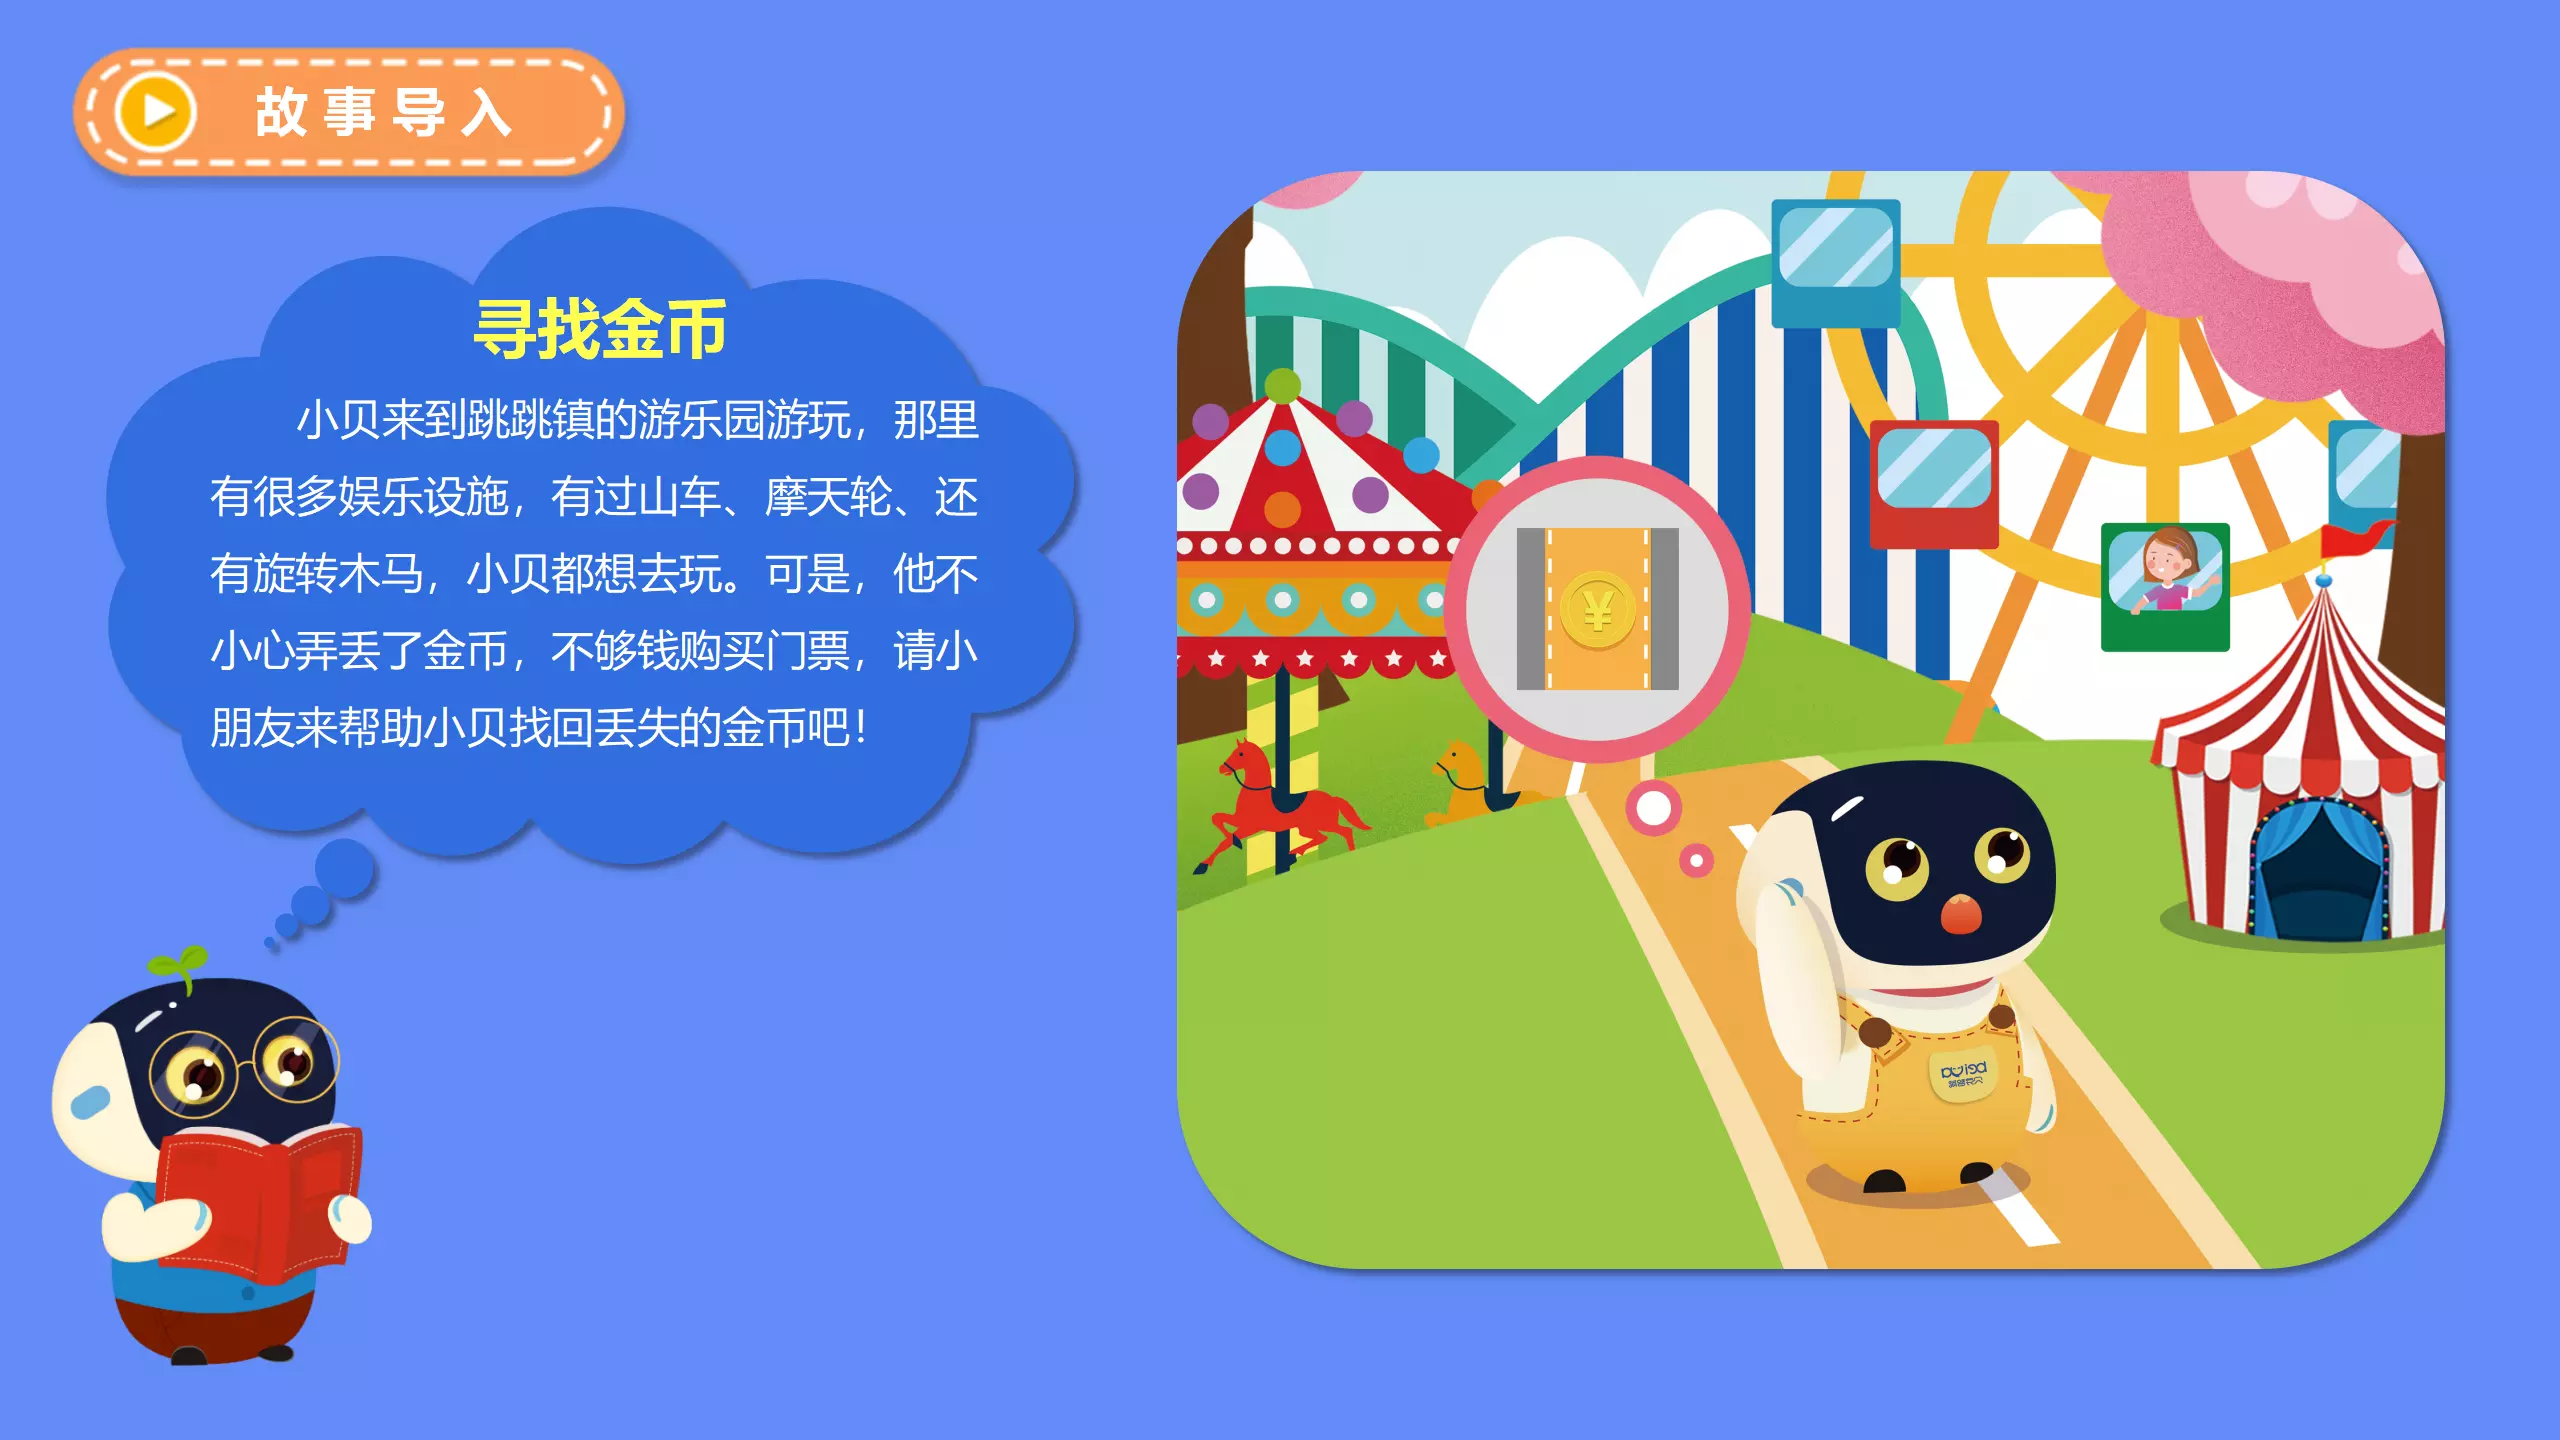 故事导入
寻找金币
小贝来到跳跳镇的游乐园游玩，那里
有很多娱乐设施，有过山车、摩天轮、还
有旋转木马，小贝都想去玩。可是，他不
小心弄丢了金币，不够钱购买门票，请小
朋友来帮助小贝找回丢失的金币吧！
¥